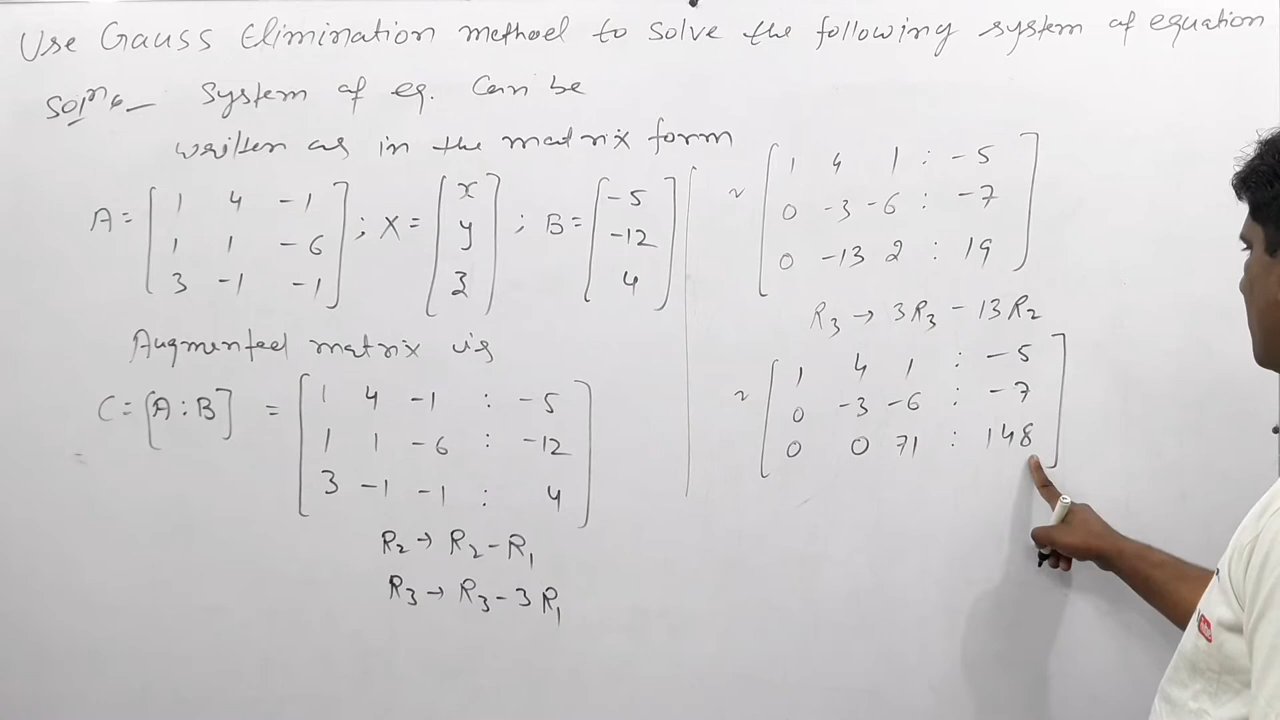 Use Gauss Elimination method to solve the following system of equation
Solⁿ:- System of eq. Can be
written as in the matrix form
A = [ 1 4 -1
1 1 -6
3 -1 -1 ] ; X = [ x
y
z ] ; B = [ -5
-12
4 ]
Augmented matrix is
C = [A : B] = [ 1 4 -1 : -5
1 1 -6 : -12
3 -1 -1 : 4 ]
R₂ → R₂ - R₁
R₃ → R₃ - 3R₁
~ [ 1 4 1 : -5
0 -3 -6 : -7
0 -13 2 : 19 ]
R₃ → 3R₃ - 13R₂
~ [ 1 4 1 : -5
0 -3 -6 : -7
0 0 71 : 148 ]